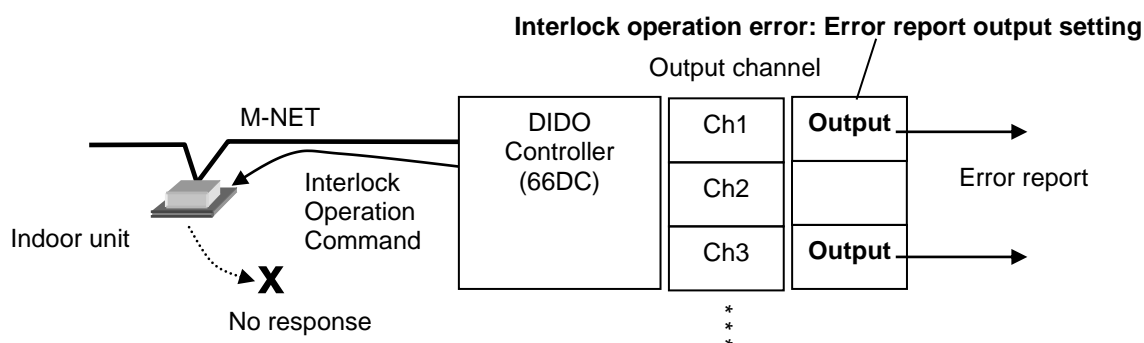 Interlock operation error: Error report output setting
Output channel
M-NET
DIDO
Controller
(66DC)
Ch1
Output
Ch2
Error report
Interlock
Operation
Command
Indoor unit
Ch3
Output
X
No response
*
*
*